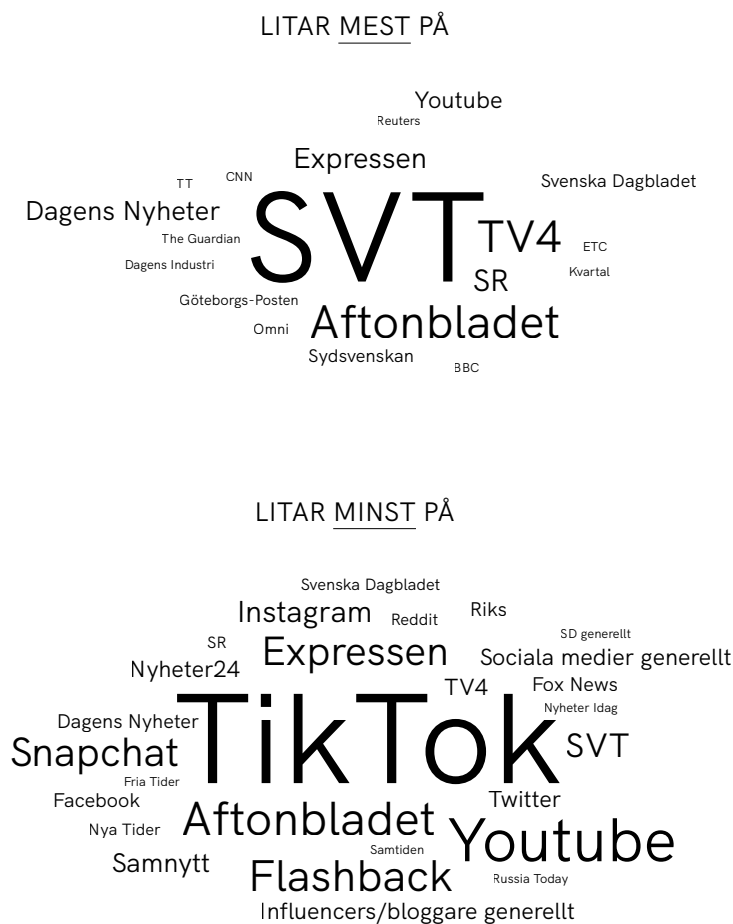 LITAR MEST PÅ
Youtube
Reuters
Expressen
CNN
TT
Svenska Dagbladet
Dagens Nyheter
SVT
TV4
The Guardian
ETC
Dagens Industri
Kvartal
SR
Göteborgs-Posten
Aftonbladet
Omni
Sydsvenskan
BBC
LITAR MINST PÅ
Svenska Dagbladet
Instagram
Reddit
Riks
SD generellt
SR
Expressen
Sociala medier generellt
Nyheter24
TV4
Fox News
Nyheter Idag
Dagens Nyheter
TikTok
SVT
Snapchat
Fria Tider
Facebook
Twitter
Aftonbladet
Nya Tider
Youtube
Samtiden
Samnytt
Flashback
Russia Today
Influencers/bloggare generellt